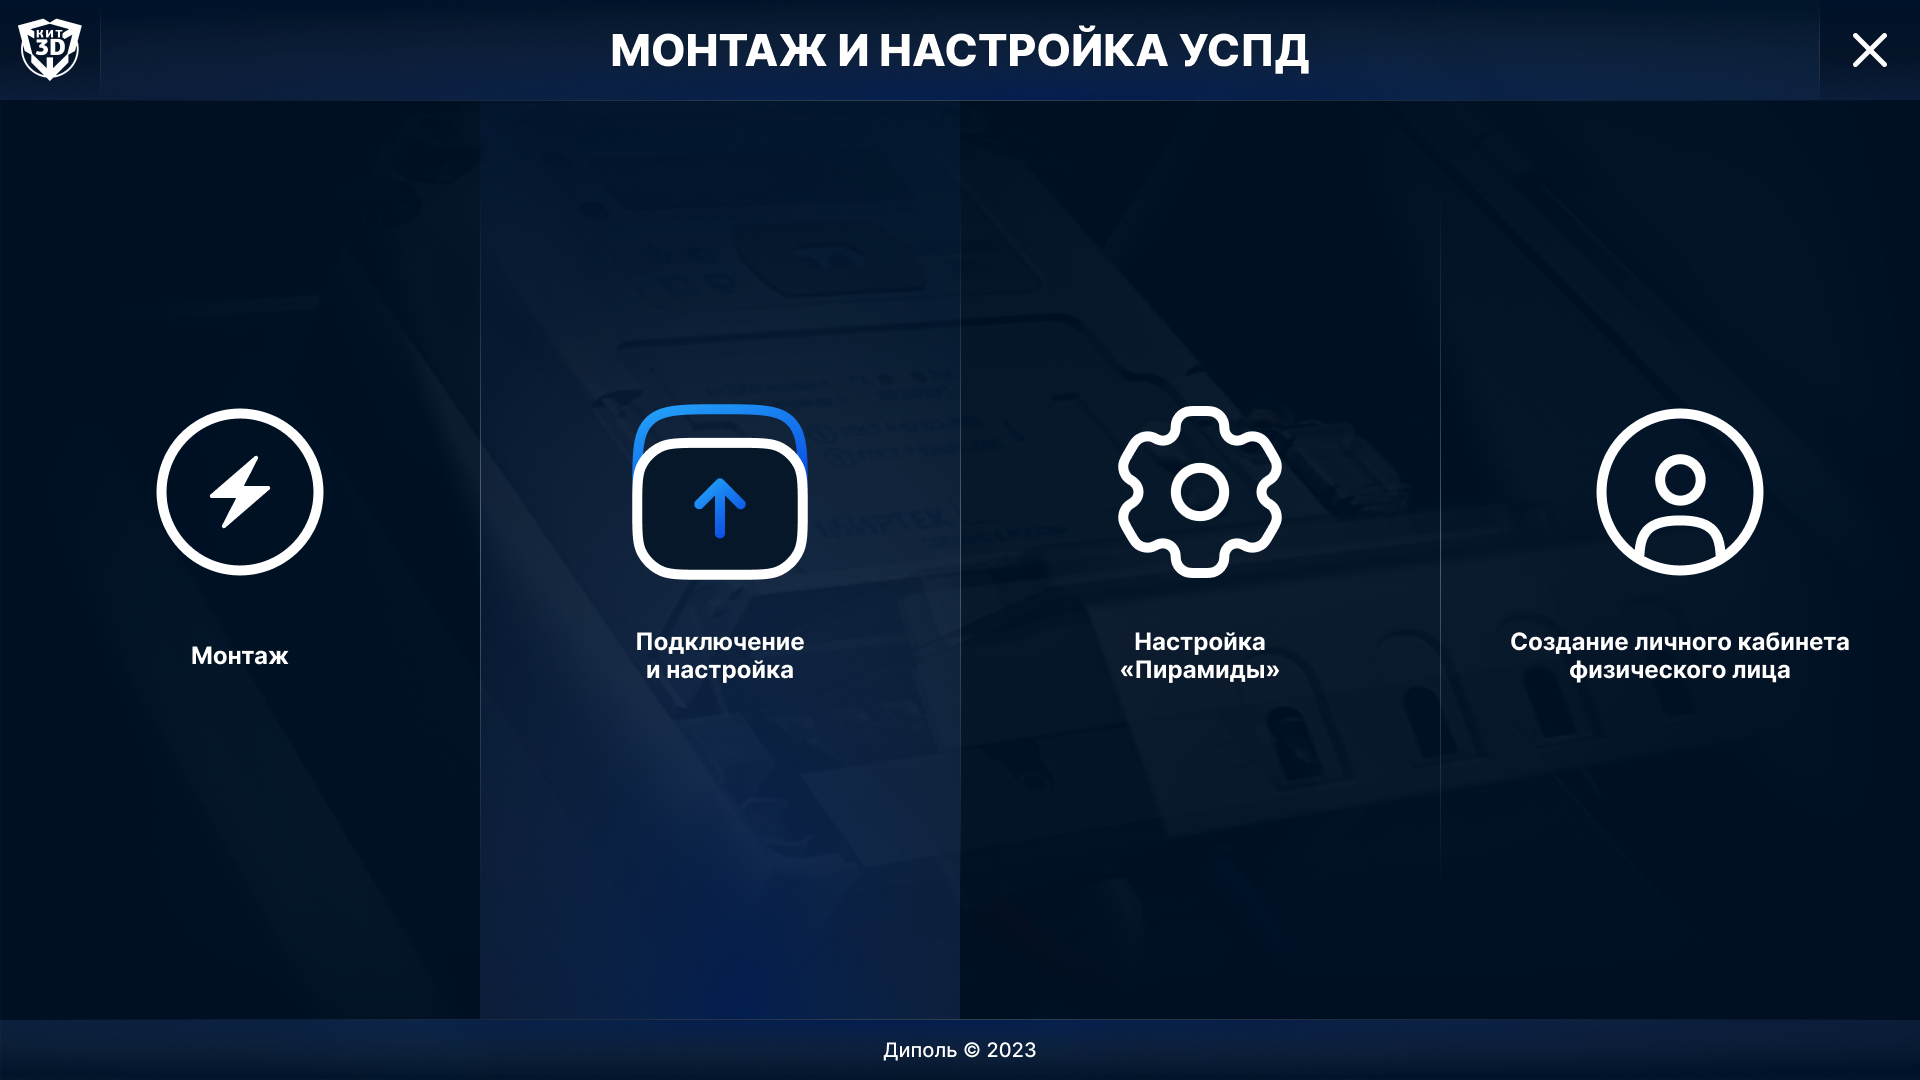 КИТ
3D
МОНТАЖ И НАСТРОЙКА УСПД
Монтаж
Подключение
и настройка
Настройка
«Пирамиды»
Создание личного кабинета
физического лица
Диполь © 2023